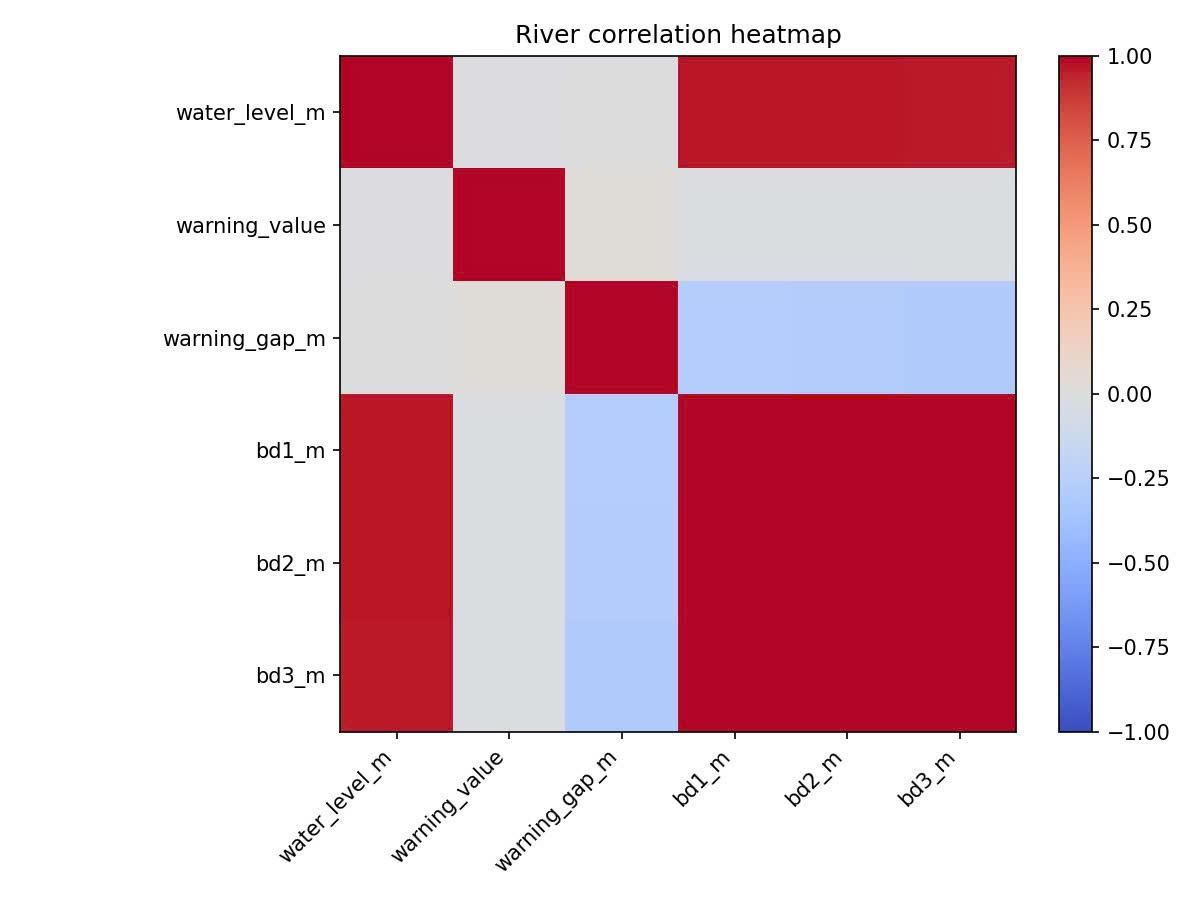 River correlation heatmap
water_level_m
warning_value
warning_gap_m
bd1_m
bd2_m
bd3_m
water_level_m
warning_value
warning_gap_m
bd1_m
bd2_m
bd3_m
1.00
0.75
0.50
0.25
0.00
−0.25
−0.50
−0.75
−1.00